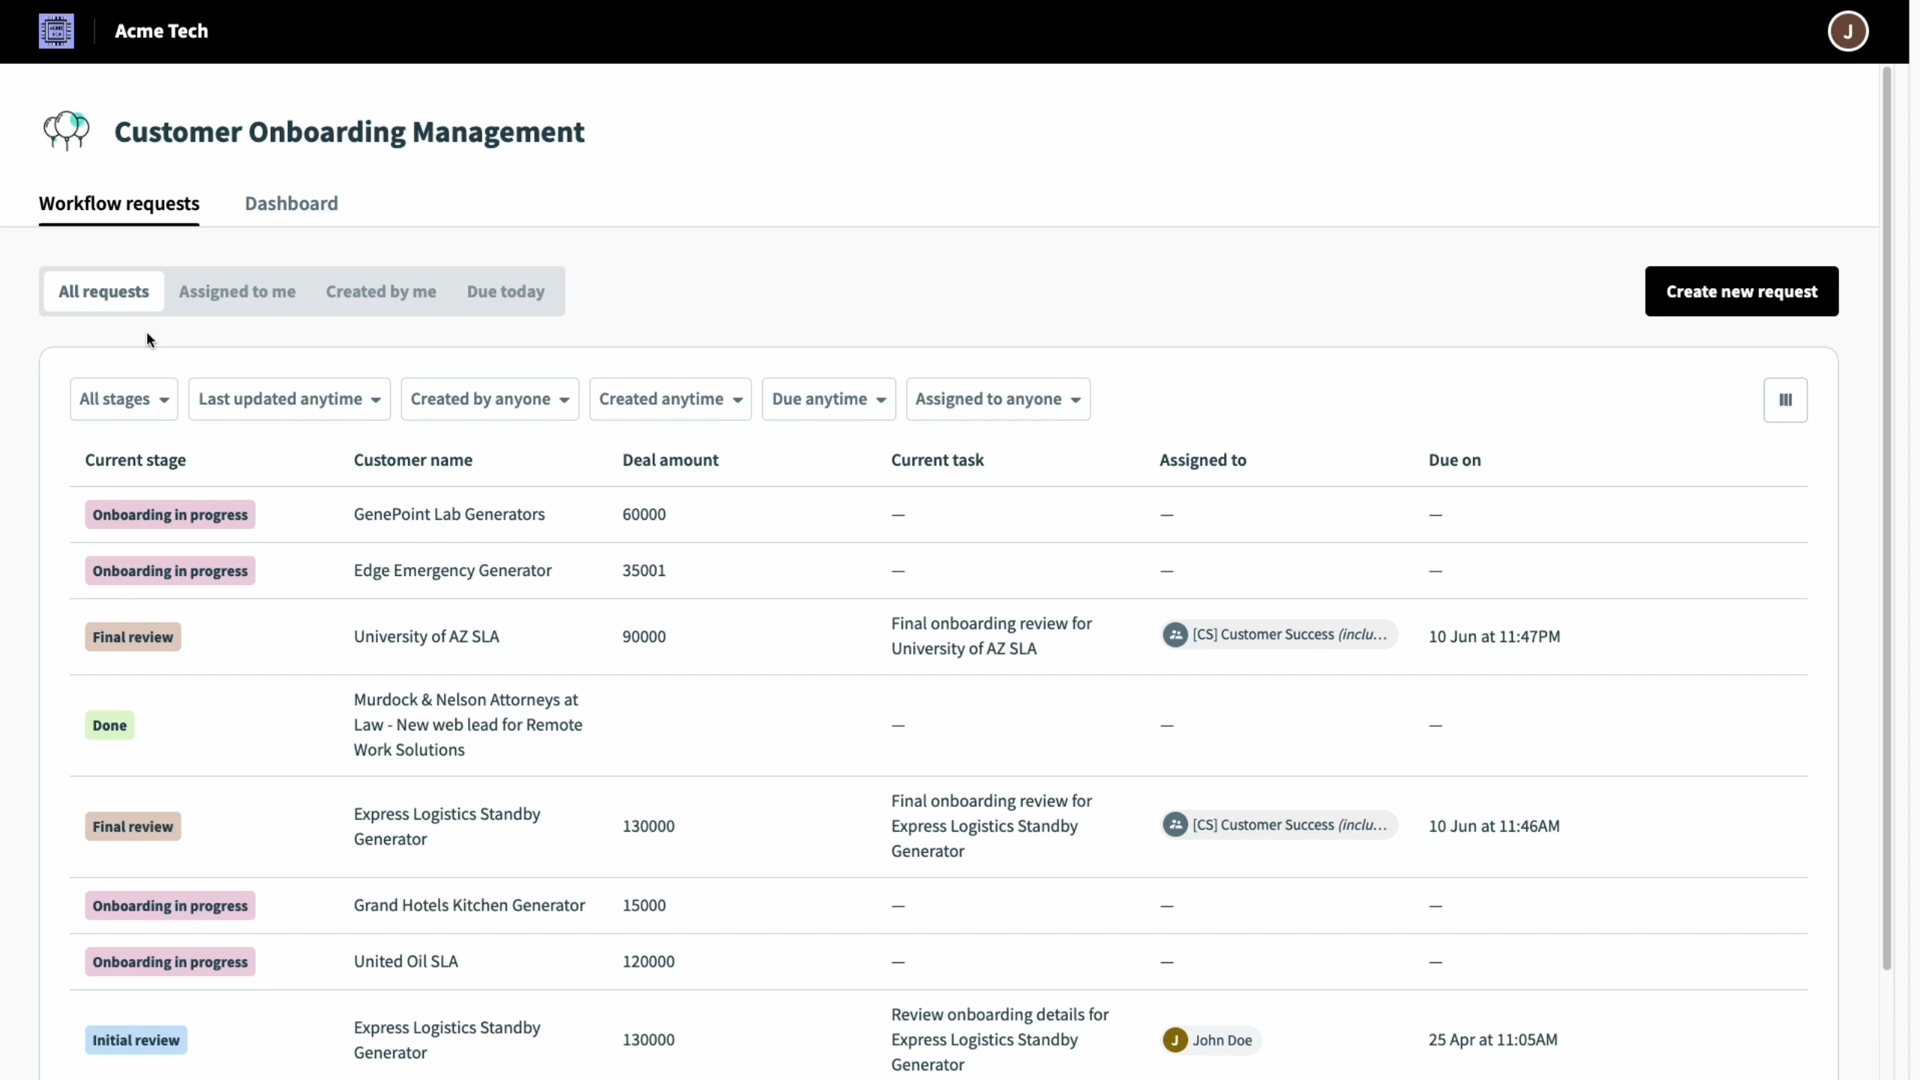 Acme Tech
J
Customer Onboarding Management
Workflow requests
Dashboard
All requests
Assigned to me
Created by me
Due today
Create new request
All stages
Last updated anytime
Created by anyone
Created anytime
Due anytime
Assigned to anyone
Current stage
Customer name
Deal amount
Current task
Assigned to
Due on
Onboarding in progress
GenePoint Lab Generators
60000
—
—
—
Onboarding in progress
Edge Emergency Generator
35001
—
—
—
Final review
University of AZ SLA
90000
Final onboarding review for
University of AZ SLA
[CS] Customer Success (inclu...
10 Jun at 11:47PM
Done
Murdock & Nelson Attorneys at
Law - New web lead for Remote
Work Solutions
—
—
—
Final review
Express Logistics Standby
Generator
130000
Final onboarding review for
Express Logistics Standby
Generator
[CS] Customer Success (inclu...
10 Jun at 11:46AM
Onboarding in progress
Grand Hotels Kitchen Generator
15000
—
—
—
Onboarding in progress
United Oil SLA
120000
—
—
—
Initial review
Express Logistics Standby
Generator
130000
Review onboarding details for
Express Logistics Standby
Generator
J
John Doe
25 Apr at 11:05AM